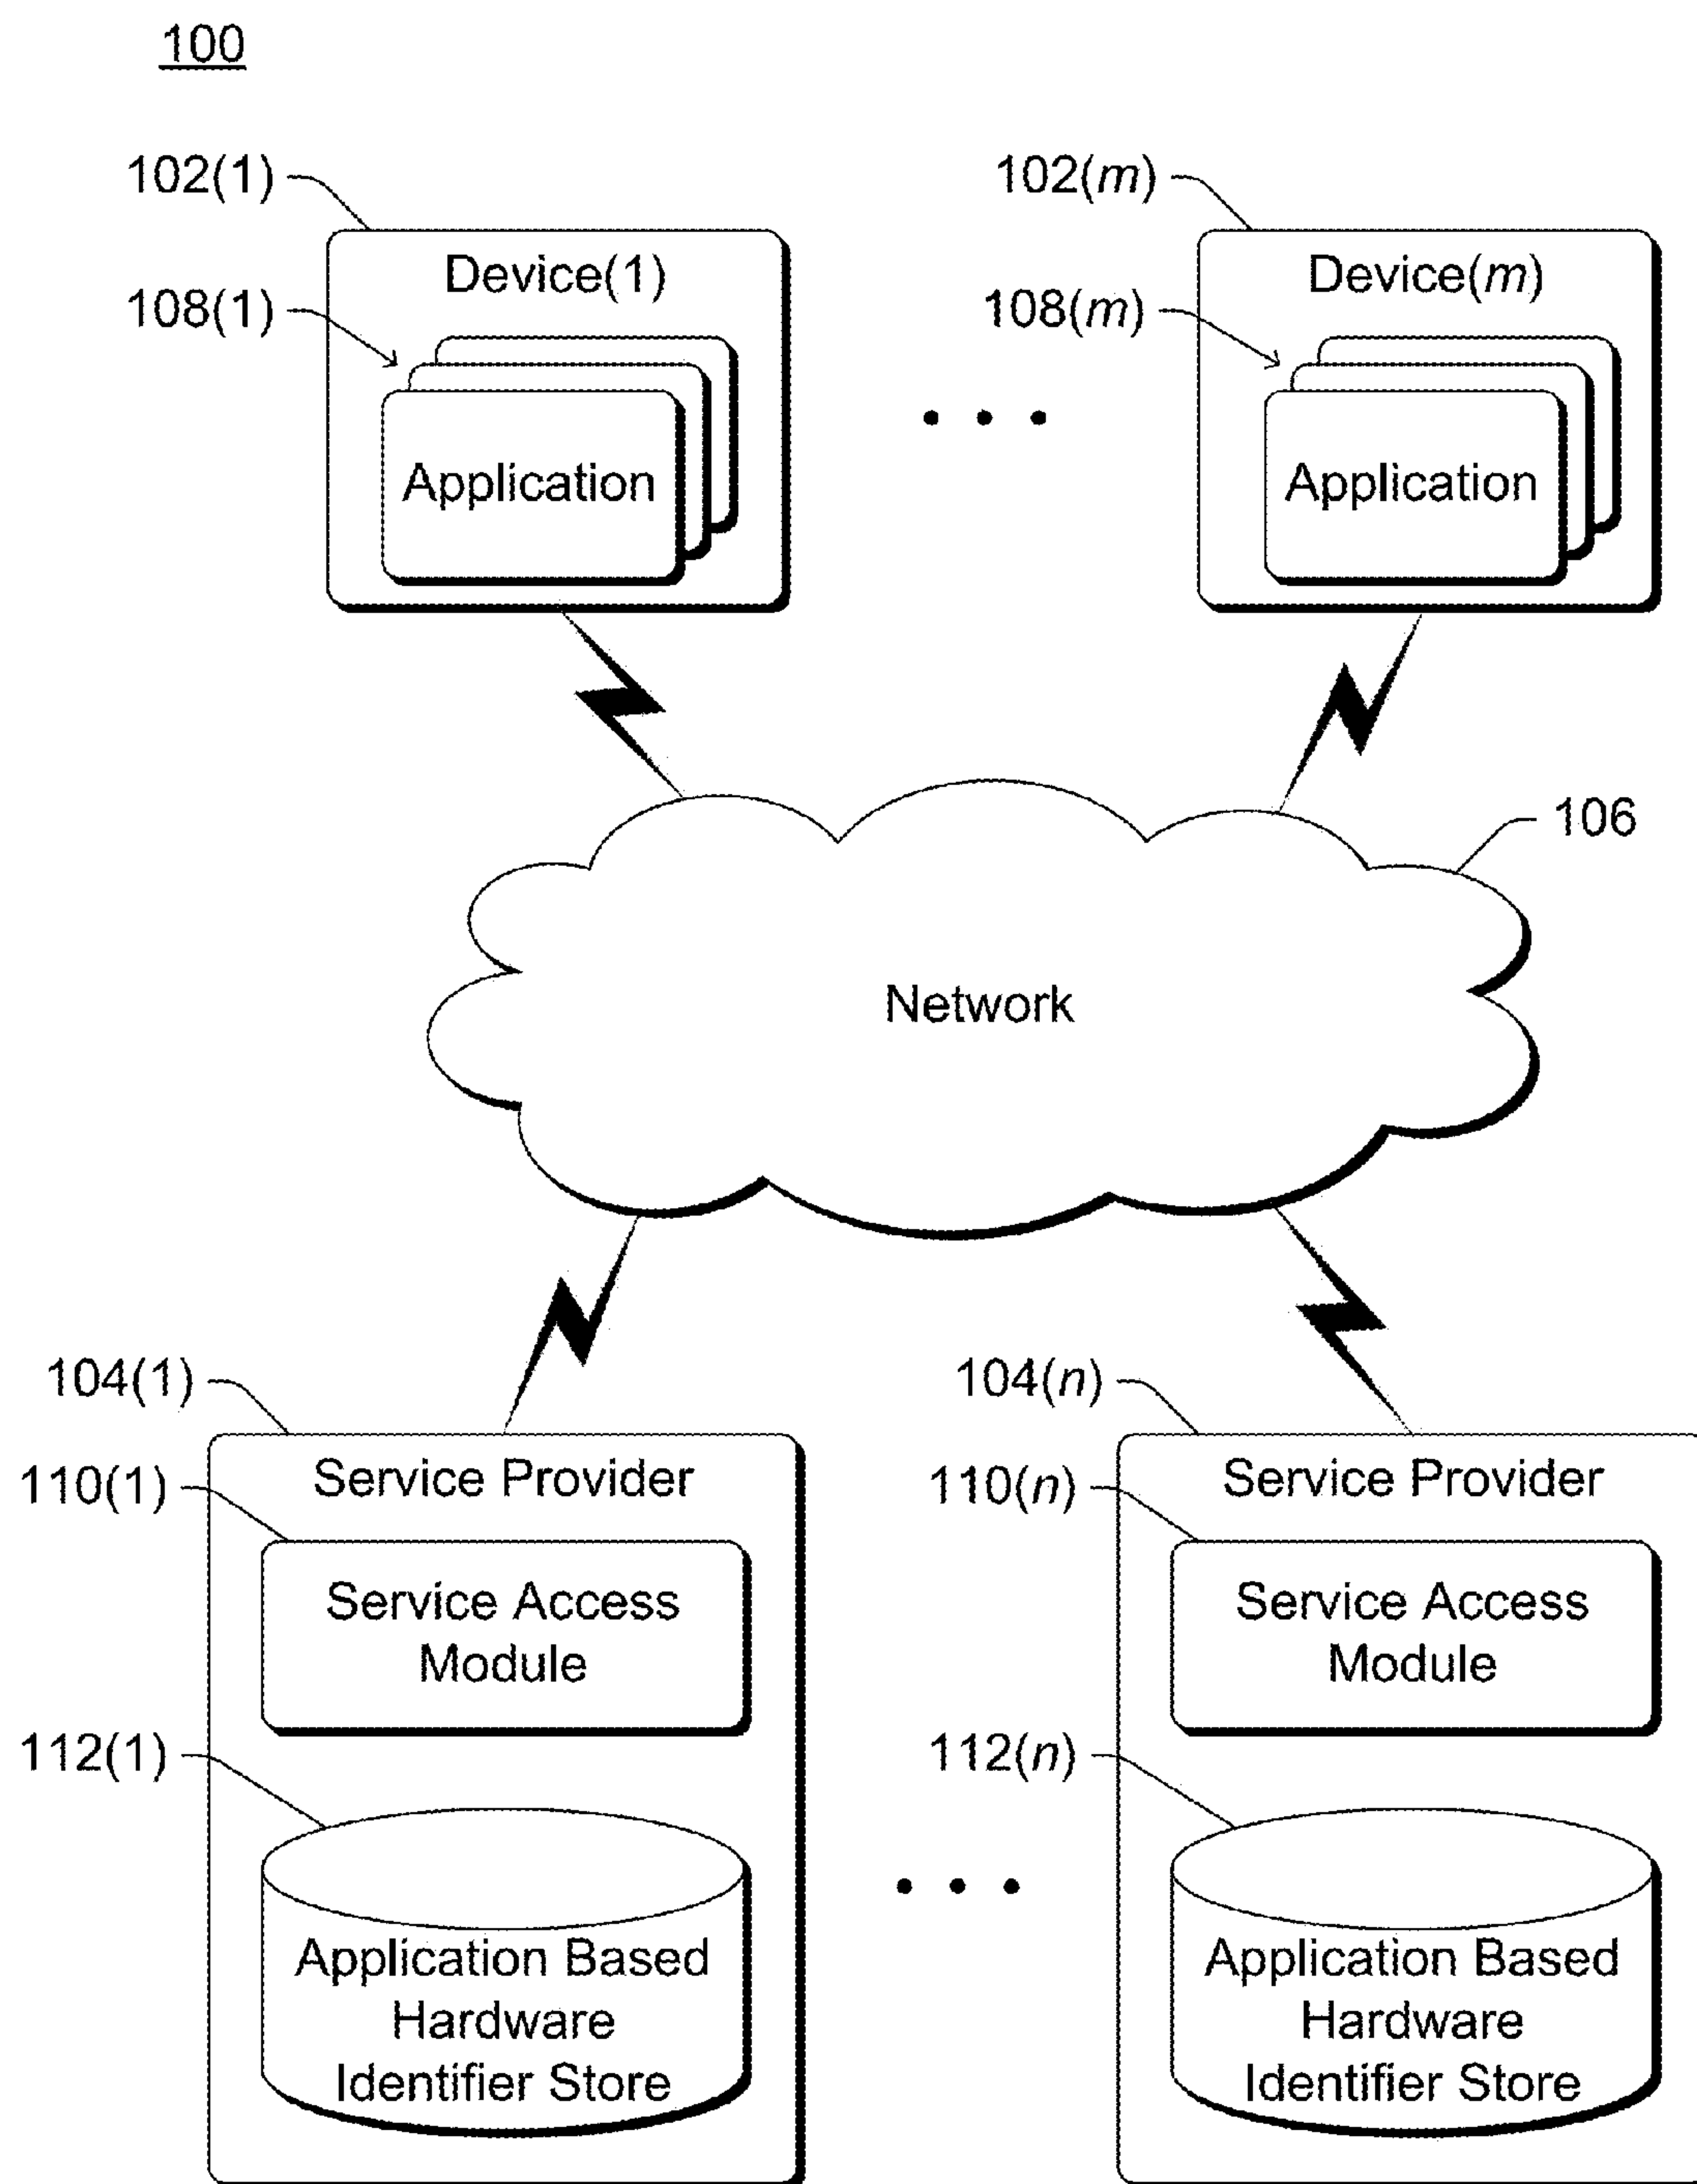 100
102(1)
102(m)
Device(1)
Device(m)
108(1)
108(m)
Application
Application
106
Network
104(1)
104(n)
Service Provider
Service Provider
110(1)
110(n)
Service Access
Module
Service Access
Module
112(1)
112(n)
Application Based
Hardware
Identifier Store
Application Based
Hardware
Identifier Store